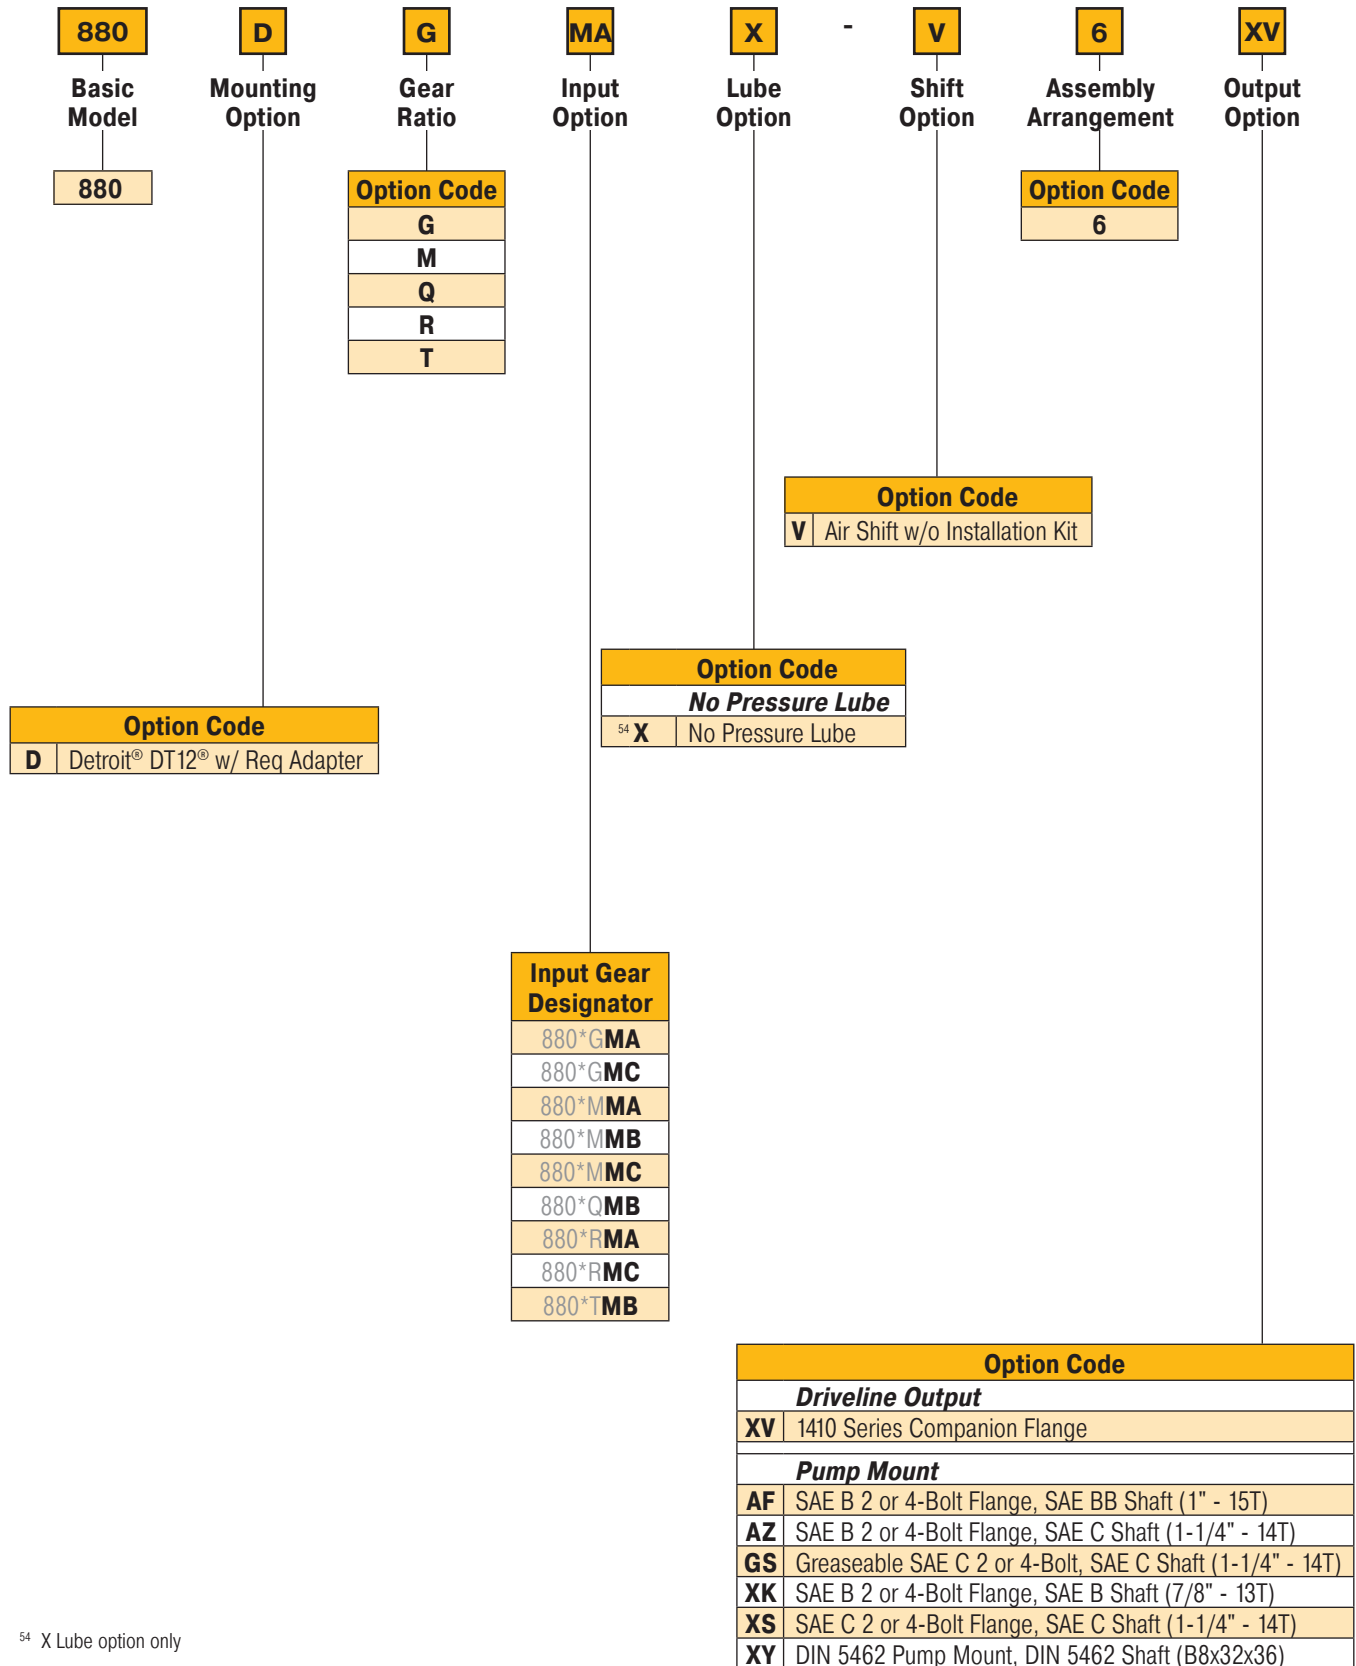 880 D G MA X - V 6 XV
Basic Model
Mounting Option
Gear Ratio
Input Option
Lube Option
Shift Option
Assembly Arrangement
Output Option
880
Option Code
G
M
Q
R
T
Option Code
6
Option Code
V Air Shift w/o Installation Kit
Option Code
No Pressure Lube
54 X No Pressure Lube
Option Code
D Detroit® DT12® w/ Req Adapter
Input Gear
Designator
880*GMA
880*GMC
880*MMA
880*MMB
880*MMC
880*QMB
880*RMA
880*RMC
880*TMB
Option Code
Driveline Output
XV 1410 Series Companion Flange
Pump Mount
AF SAE B 2 or 4-Bolt Flange, SAE BB Shaft (1" - 15T)
AZ SAE B 2 or 4-Bolt Flange, SAE C Shaft (1-1/4" - 14T)
GS Greaseable SAE C 2 or 4-Bolt, SAE C Shaft (1-1/4" - 14T)
XK SAE B 2 or 4-Bolt Flange, SAE B Shaft (7/8" - 13T)
XS SAE C 2 or 4-Bolt Flange, SAE C Shaft (1-1/4" - 14T)
XY DIN 5462 Pump Mount, DIN 5462 Shaft (B8x32x36)
54 X Lube option only